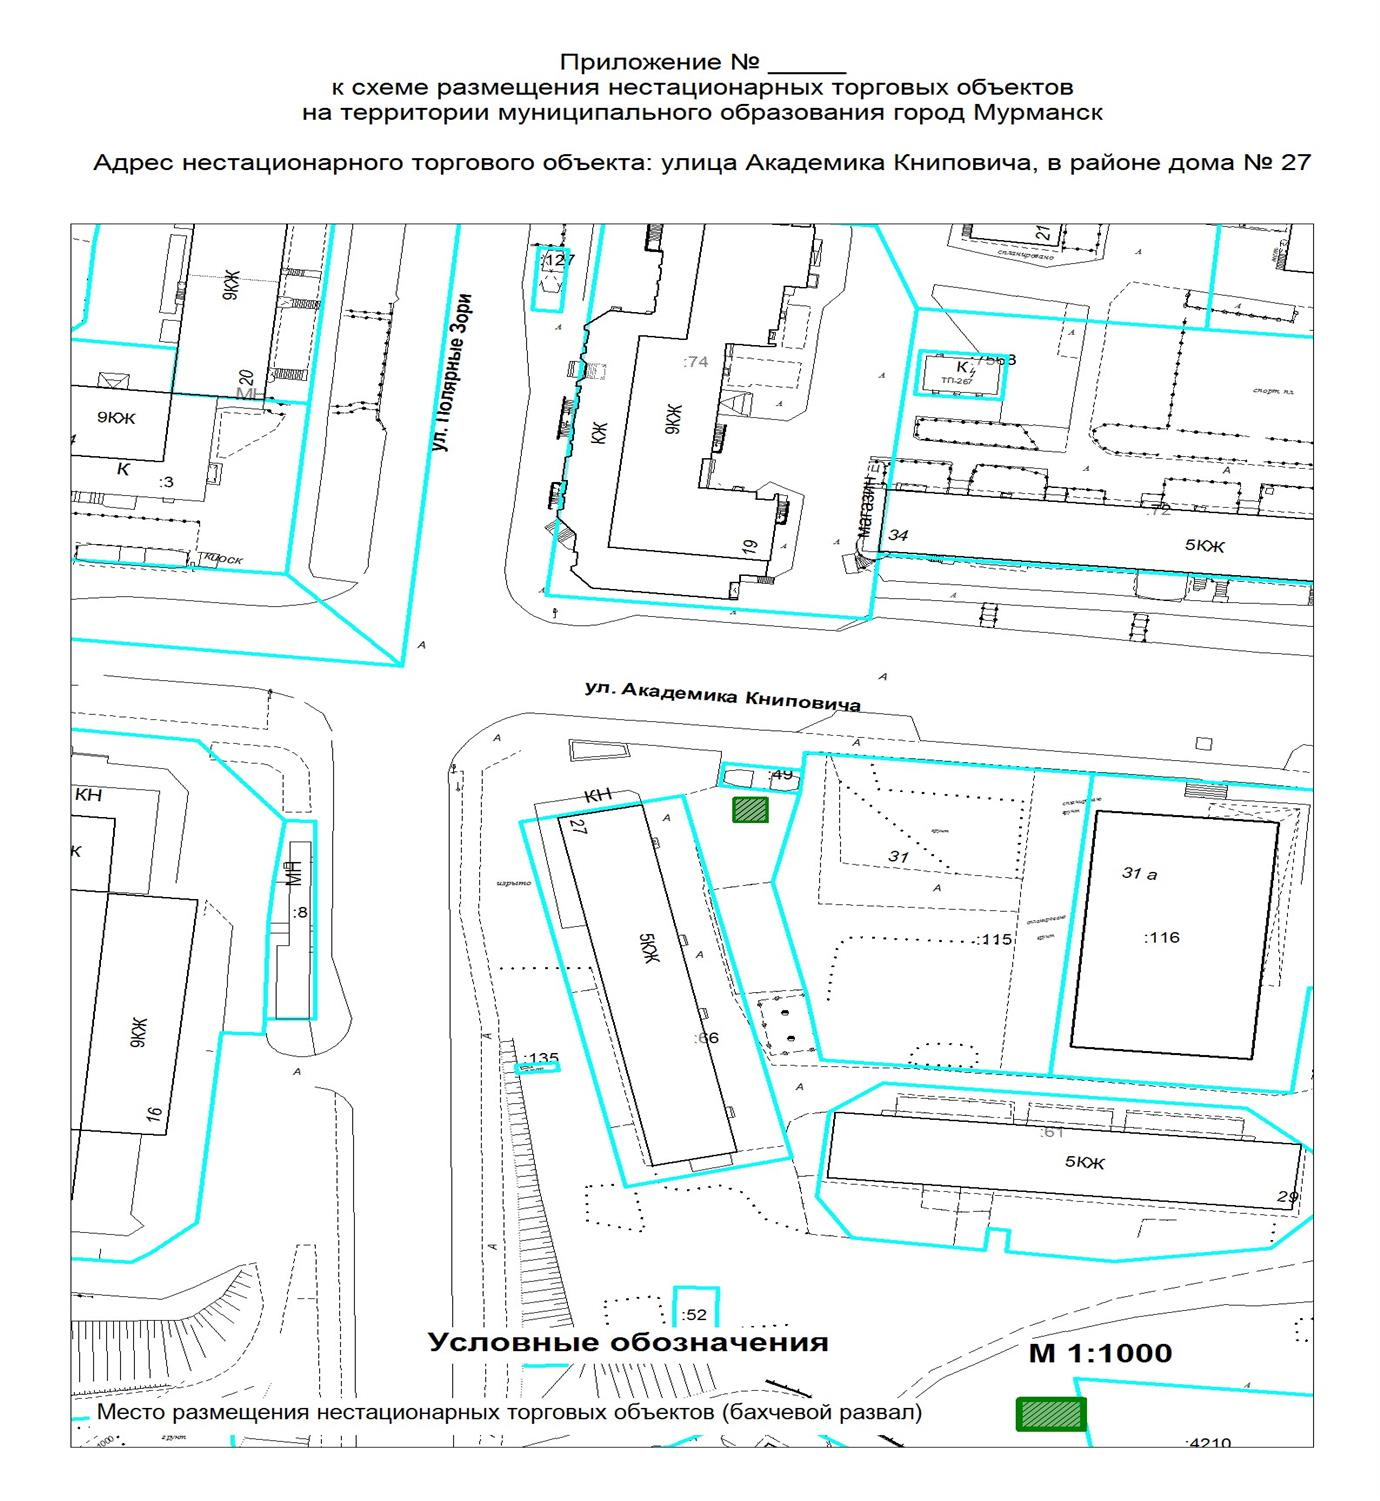 Приложение № _____
к схеме размещения нестационарных торговых объектов
на территории муниципального образования город Мурманск
Адрес нестационарного торгового объекта: улица Академика Книповича, в районе дома № 27
:127
21
спланировано
9КЖ
ул. Полярные Зори
:74
К
ТП-267
20
МН
спорт пл
9КЖ
КЖ
9КЖ
К
:3
магазин
:72
34
5КЖ
19
киоск
А
ул. Академика Книповича
А
А
А
:49
КН
КН
27
А
31
К
31 а
МН
изрыто
А
:8
5КЖ
А
:115
:116
9КЖ
:66
:135
А
А
16
:61
5КЖ
29
А
:52
Условные обозначения
М 1:1000
Место размещения нестационарных торговых объектов (бахчевой развал)
грунт
:4210